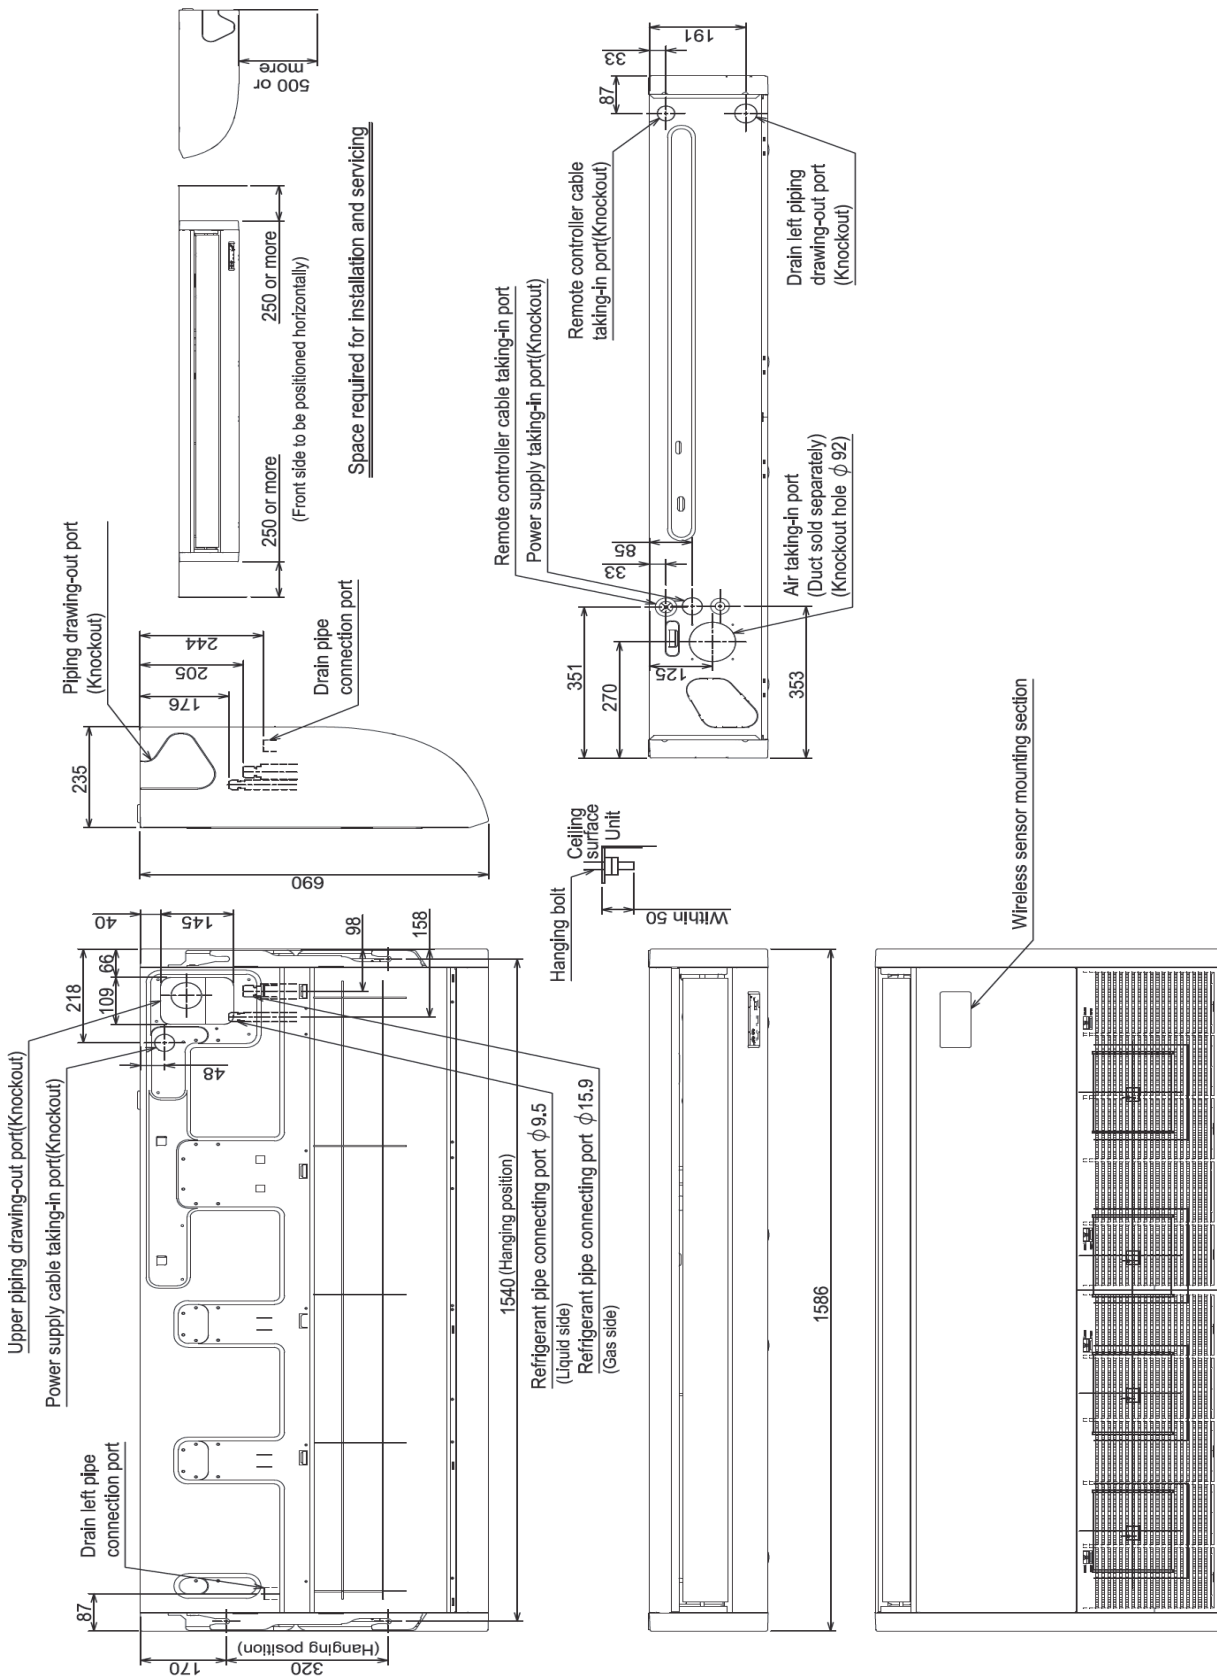 Upper piping drawing-out port(Knockout)
Power supply cable taking-in port(Knockout)
Drain left pipe
connection port
87
170
320
(Hanging position)
218
109
66
40
145
48
98
158
1540 (Hanging position)
Refrigerant pipe connecting port ϕ9.5
(Liquid side)
Refrigerant pipe connecting port ϕ15.9
(Gas side)
Piping drawing-out port
(Knockout)
235
690
176
205
244
Drain pipe
connection port
250 or more
250 or more
(Front side to be positioned horizontally)
500 or
more
Space required for installation and servicing
Hanging bolt
Ceiling
surface
Unit
Within 50
Remote controller cable taking-in port
Power supply taking-in port(Knockout)
Remote controller cable
taking-in port(Knockout)
Drain left piping
drawing-out port
(Knockout)
Air taking-in port
(Duct sold separately)
(Knockout hole ϕ92)
351
270
125
33
85
353
87
33
191
1586
Wireless sensor mounting section